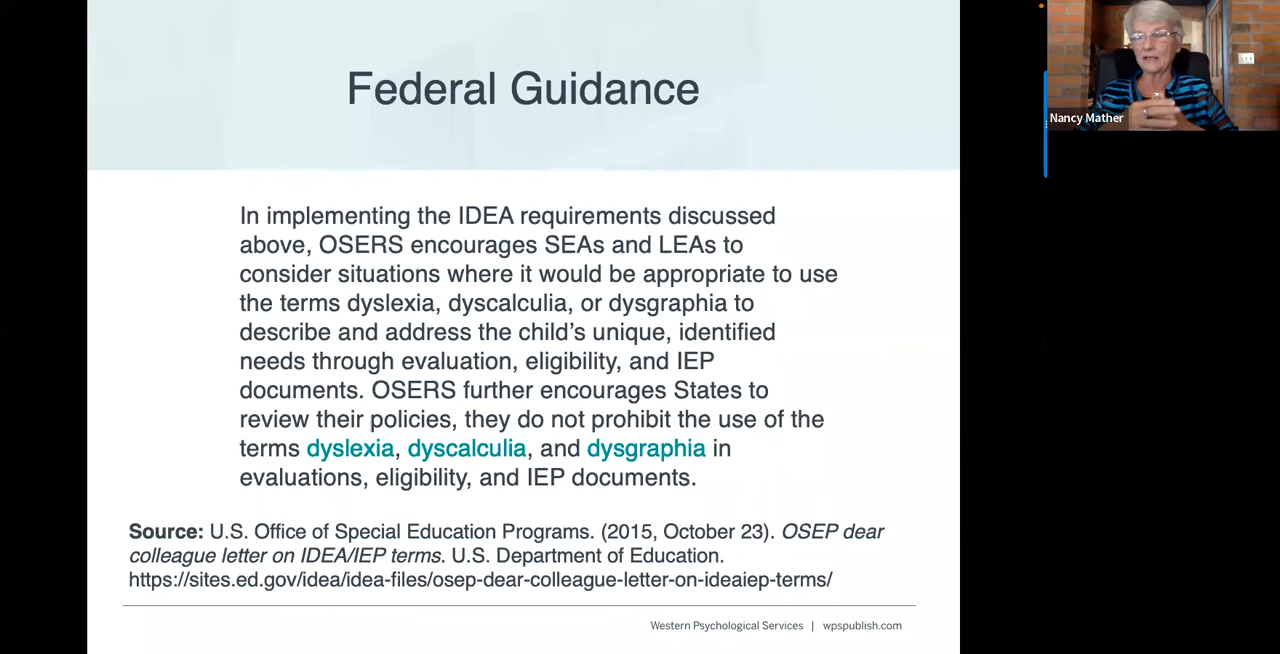 Federal Guidance
In implementing the IDEA requirements discussed
above, OSERS encourages SEAs and LEAs to
consider situations where it would be appropriate to use
the terms dyslexia, dyscalculia, or dysgraphia to
describe and address the child's unique, identified
needs through evaluation, eligibility, and IEP
documents. OSERS further encourages States to
review their policies, they do not prohibit the use of the
terms dyslexia, dyscalculia, and dysgraphia in
evaluations, eligibility, and IEP documents.
Source: U.S. Office of Special Education Programs. (2015, October 23). OSEP dear
colleague letter on IDEA/IEP terms. U.S. Department of Education.
https://sites.ed.gov/idea/idea-files/osep-dear-colleague-letter-on-ideaiep-terms/
Western Psychological Services | wpspublish.com
Nancy Mather